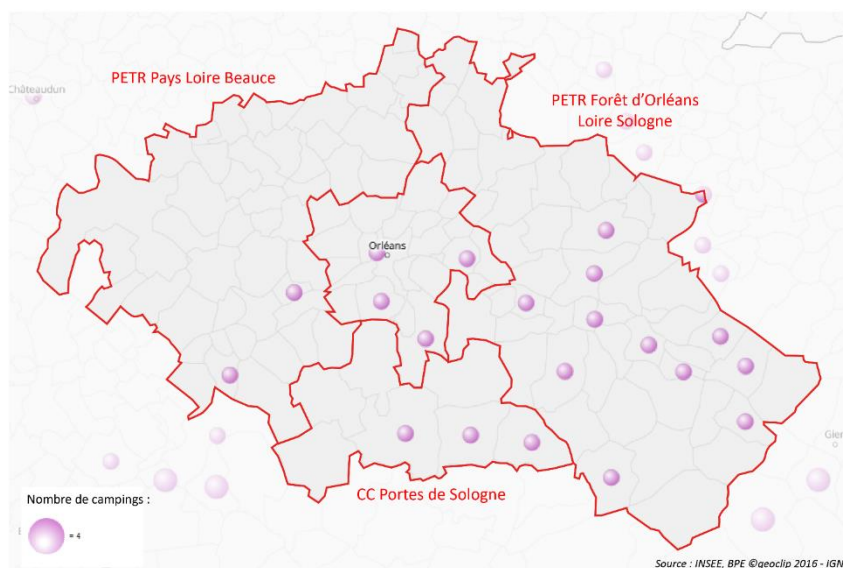 PETR Pays Loire Beauce
Châteaudun
PETR Forêt d'Orléans
Loire Sologne
Orléans
Gien
CC Portes de Sologne
Nombre de campings :
= 4
Source : INSEE, BPE ©geoclip 2016 - IGN